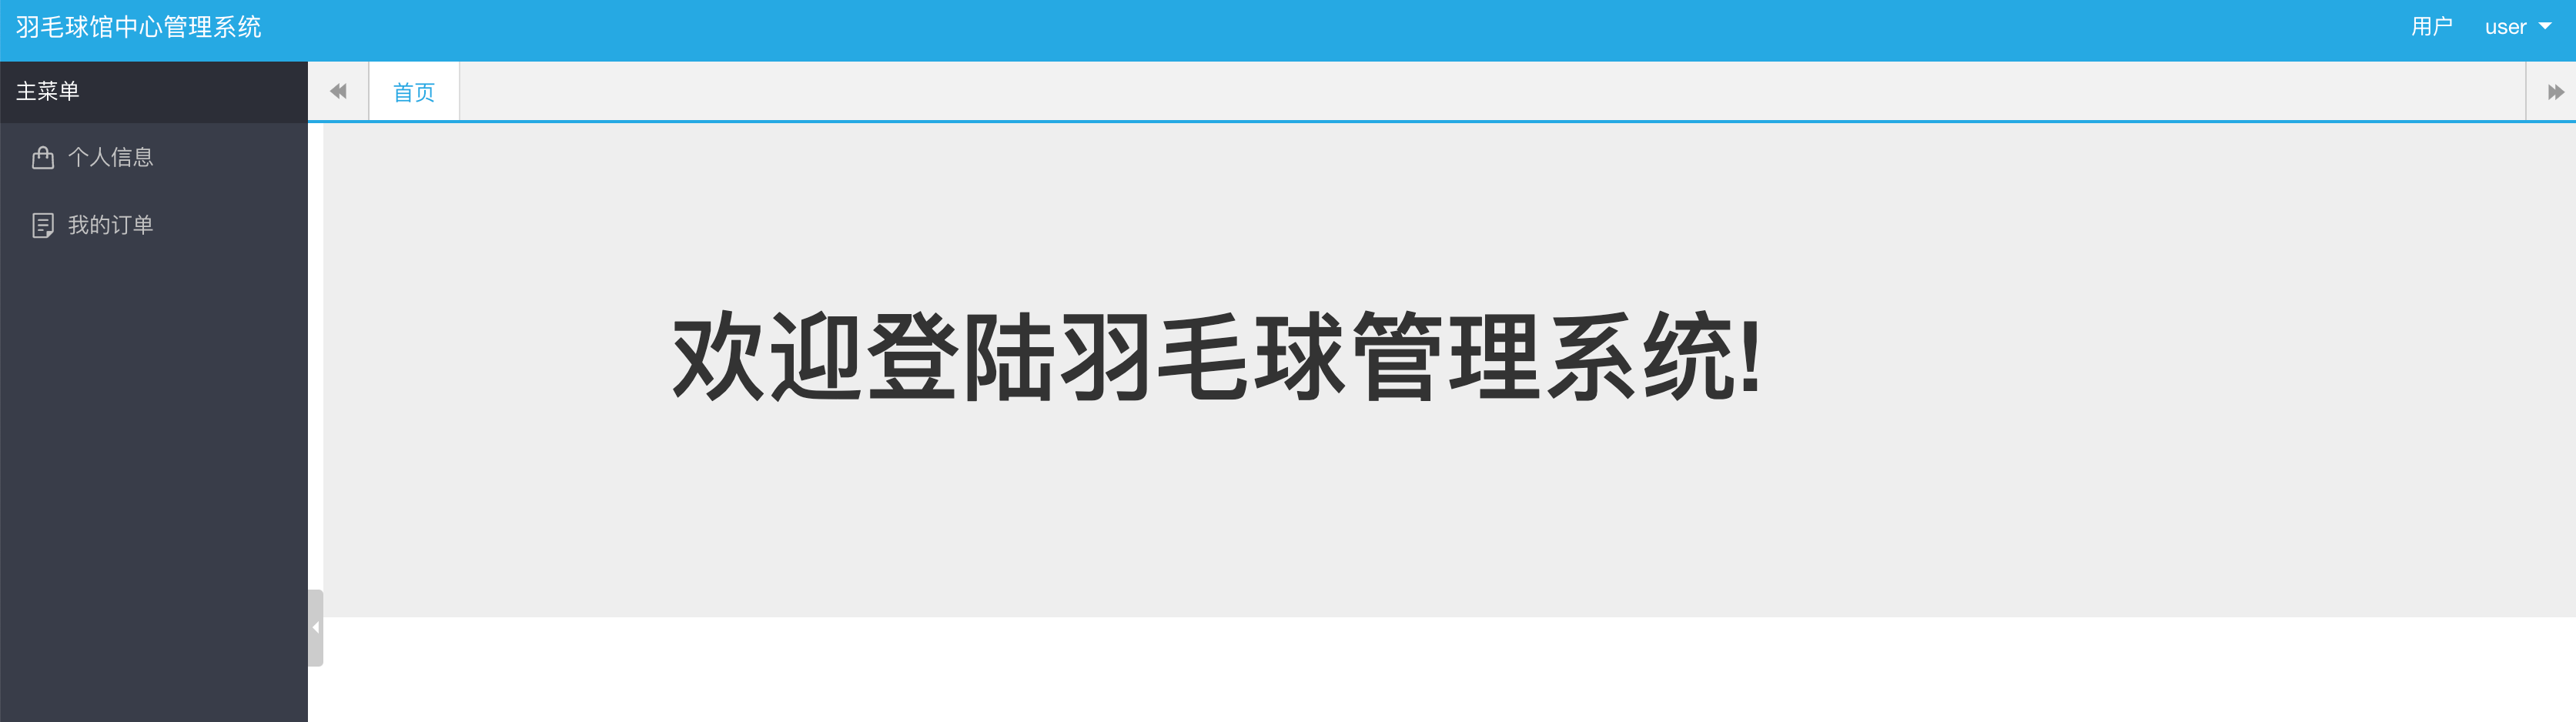 羽毛球馆中心管理系统
用户 user
主菜单
首页
个人信息
我的订单
欢迎登陆羽毛球管理系统!